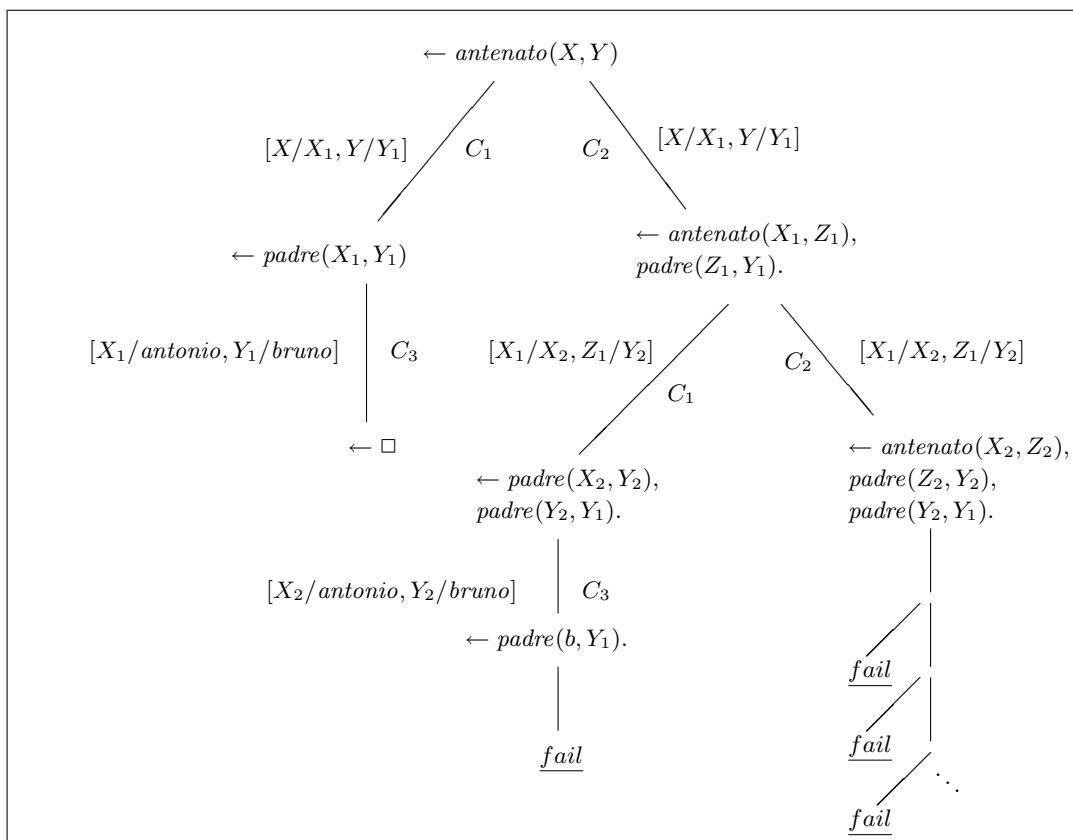 ← antenato(X, Y)
[X/X₁, Y/Y₁] C₁ C₂ [X/X₁, Y/Y₁]
← padre(X₁, Y₁)
← antenato(X₁, Z₁),
padre(Z₁, Y₁).
[X₁/antonio, Y₁/bruno] C₃
[X₁/X₂, Z₁/Y₂] C₁
C₂ [X₁/X₂, Z₁/Y₂]
← □
← padre(X₂, Y₂),
padre(Y₂, Y₁).
← antenato(X₂, Z₂),
padre(Z₂, Y₂),
padre(Y₂, Y₁).
[X₂/antonio, Y₂/bruno] C₃
← padre(b, Y₁).
fail
fail
fail
fail
⋱